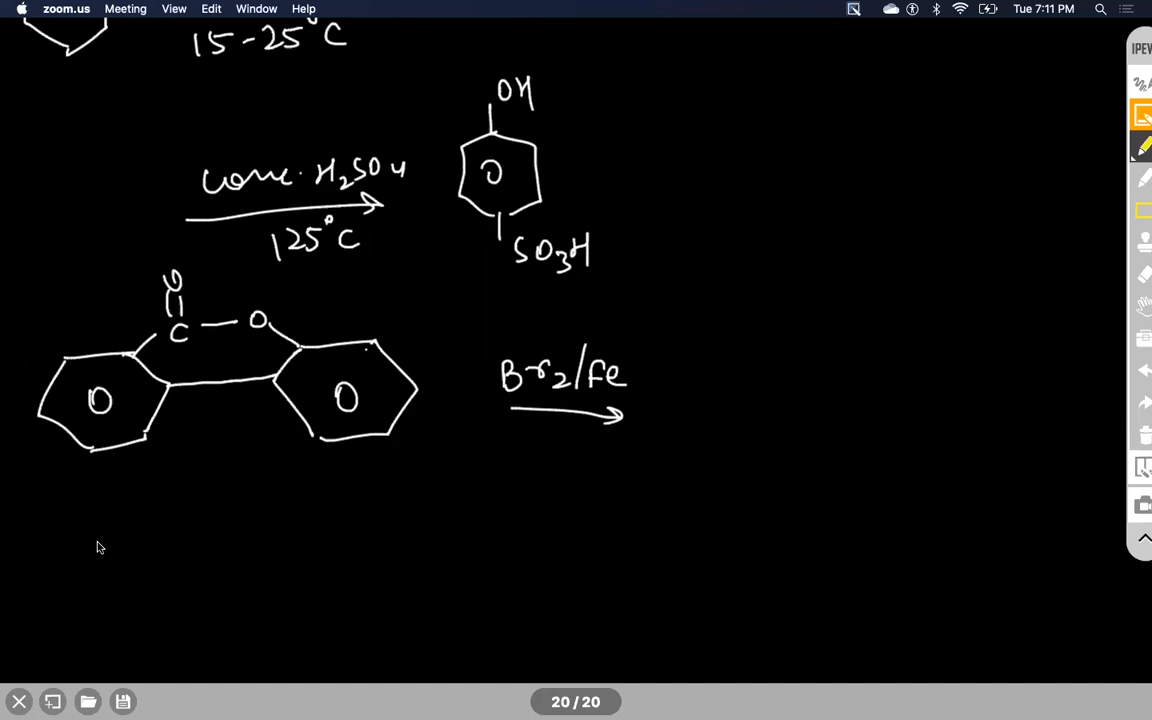 zoom.us Meeting View Edit Window Help Tue 7:11 PM
15-25°C
IPEV
OH
conc. H2SO4
125°C
SO3H
O
C — O
Br2/Fe
20 / 20